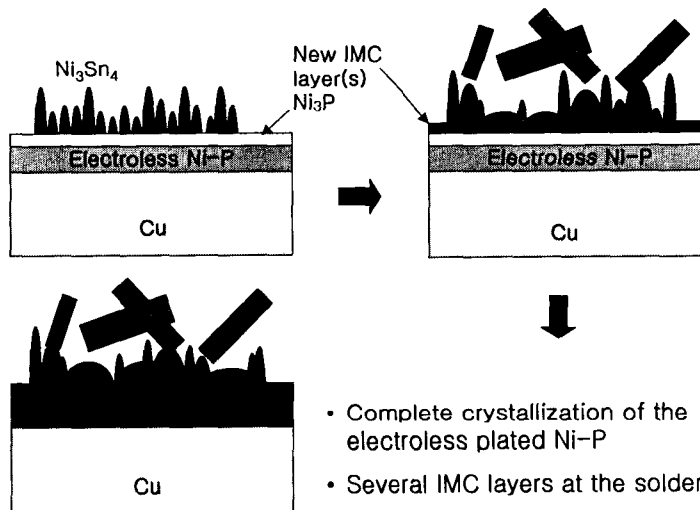 Ni3Sn4
New IMC
layer(s)
Ni3P
Electroless Ni-P
Cu
Electroless Ni-P
Cu
Cu
• Complete crystallization of the
electroless plated Ni-P
• Several IMC layers at the solder